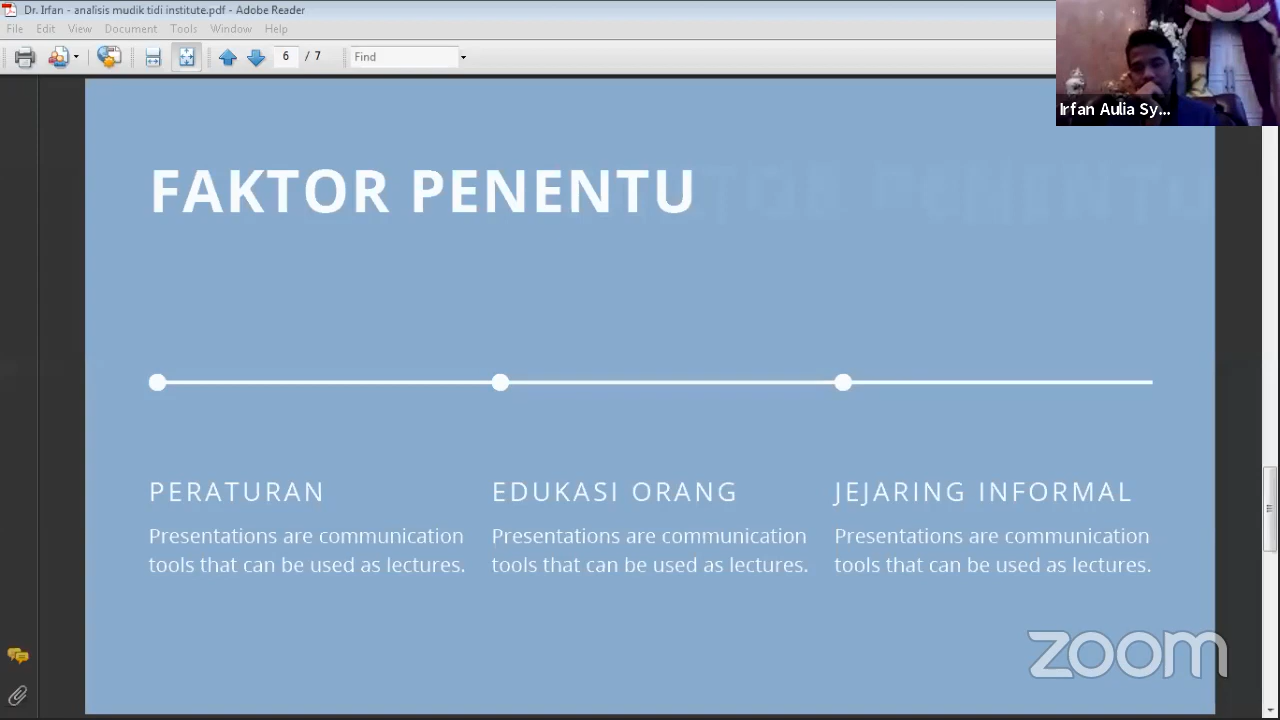 Dr. Irfan - analisis mudik tidi institute.pdf - Adobe Reader
File Edit View Document Tools Window Help
6 / 7 Find
Irfan Aulia Sy...
FAKTOR PENENTU
PERATURAN
Presentations are communication
tools that can be used as lectures.
EDUKASI ORANG
Presentations are communication
tools that can be used as lectures.
JEJARING INFORMAL
Presentations are communication
tools that can be used as lectures.
zoom